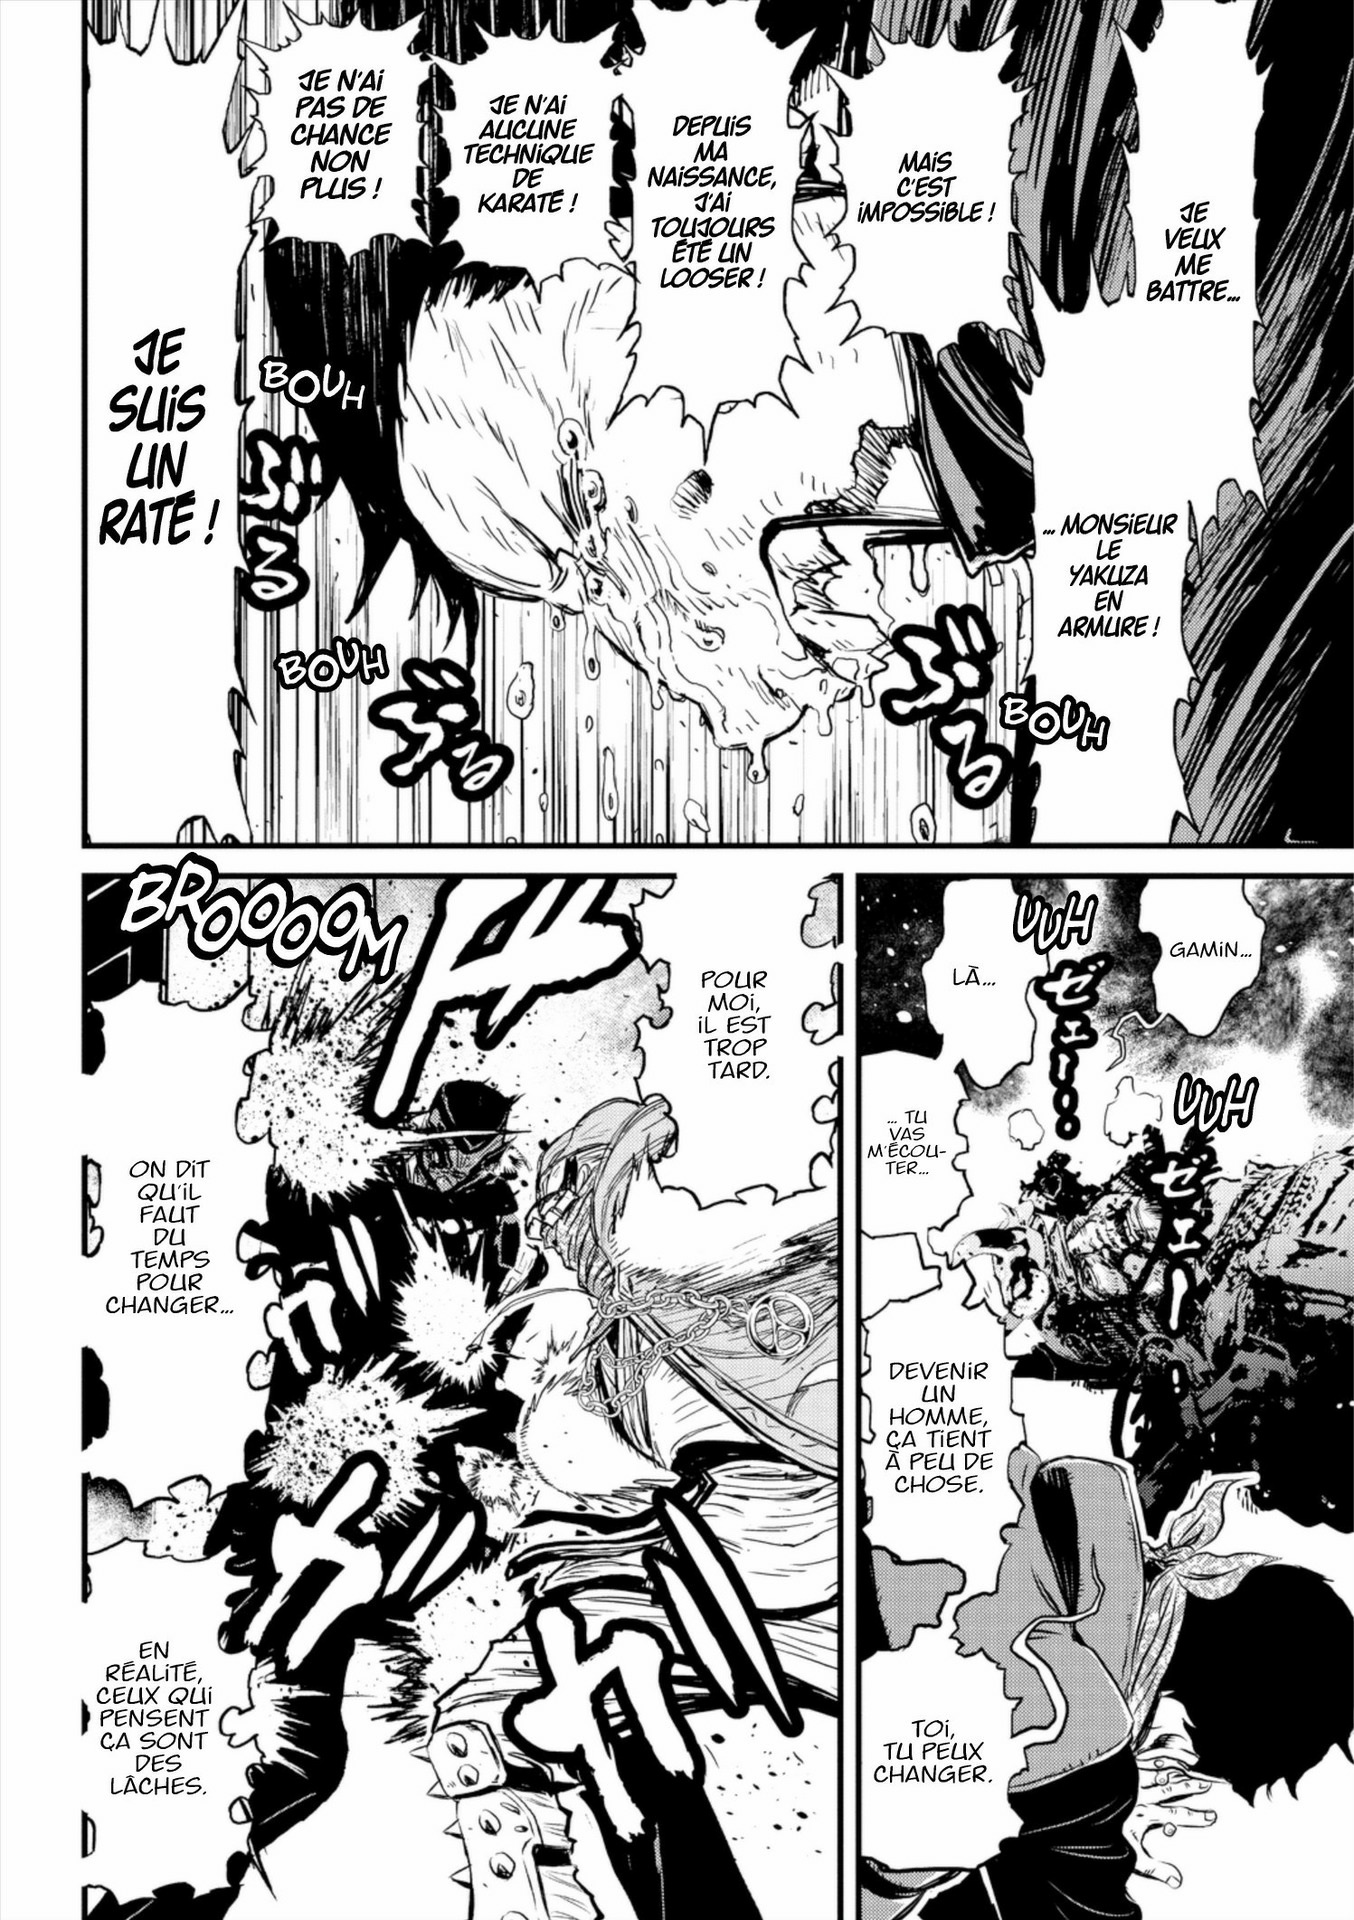 JE
VEUX
ME
BATTRE...
... MONSIEUR
LE
YAKUZA
EN
ARMURE !
MAIS
C'EST
IMPOSSIBLE !
DEPUIS
MA
NAISSANCE,
J'AI
TOUJOURS
ÉTÉ UN
LOOSER !
JE N'AI
AUCUNE
TECHNIQUE
DE
KARATÉ !
JE N'AI
PAS DE
CHANCE
NON
PLUS !
JE
SUIS
UN
RATÉ !
BOUH
ぶる
BOUH
ぶる
BOUH
ぶる
GAMIN...
LÀ...
UUH
ゼェー
UUH
ゼェー
... TU
VAS
M'ÉCOU-
TER...
DEVENIR
UN
HOMME,
ÇA TIENT
À PEU DE
CHOSE.
TOI,
TU PEUX
CHANGER.
POUR
MOI,
IL EST
TROP
TARD.
BROOOOM
ON DIT
QU'IL
FAUT
DU
TEMPS
POUR
CHANGER...
EN
RÉALITÉ,
CEUX QUI
PENSENT
ÇA SONT
DES
LÂCHES.